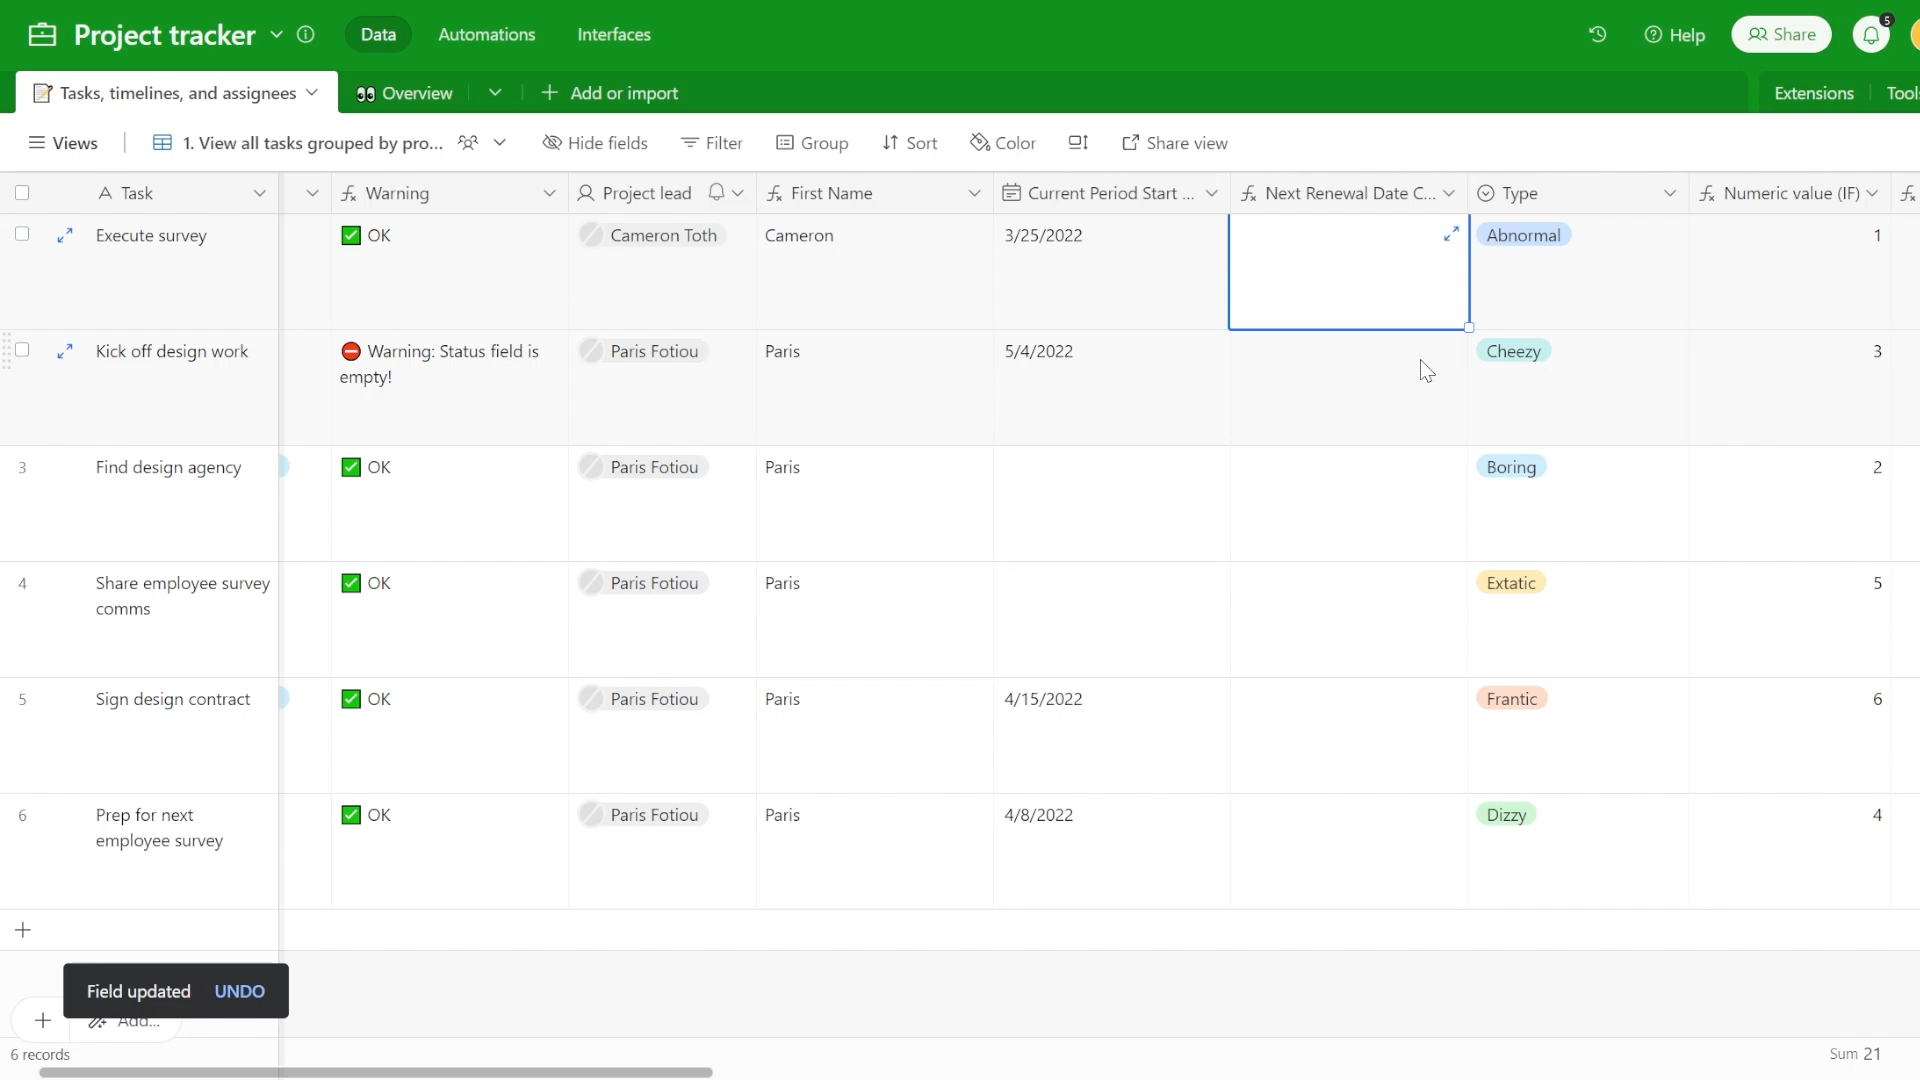 Project tracker
Data
Automations
Interfaces
Help
Share
5
Tasks, timelines, and assignees
Overview
Add or import
Extensions
Tools
Views
1. View all tasks grouped by pro...
Hide fields
Filter
Group
Sort
Color
Share view
Task
Warning
Project lead
First Name
Current Period Start ...
Next Renewal Date C...
Type
Numeric value (IF)
Execute survey
OK
Cameron Toth
Cameron
3/25/2022
Abnormal
1
Kick off design work
Warning: Status field is
empty!
Paris Fotiou
Paris
5/4/2022
Cheezy
3
3
Find design agency
OK
Paris Fotiou
Paris
Boring
2
4
Share employee survey
comms
OK
Paris Fotiou
Paris
Extatic
5
5
Sign design contract
OK
Paris Fotiou
Paris
4/15/2022
Frantic
6
6
Prep for next
employee survey
OK
Paris Fotiou
Paris
4/8/2022
Dizzy
4
Field updated
UNDO
Add...
6 records
Sum 21